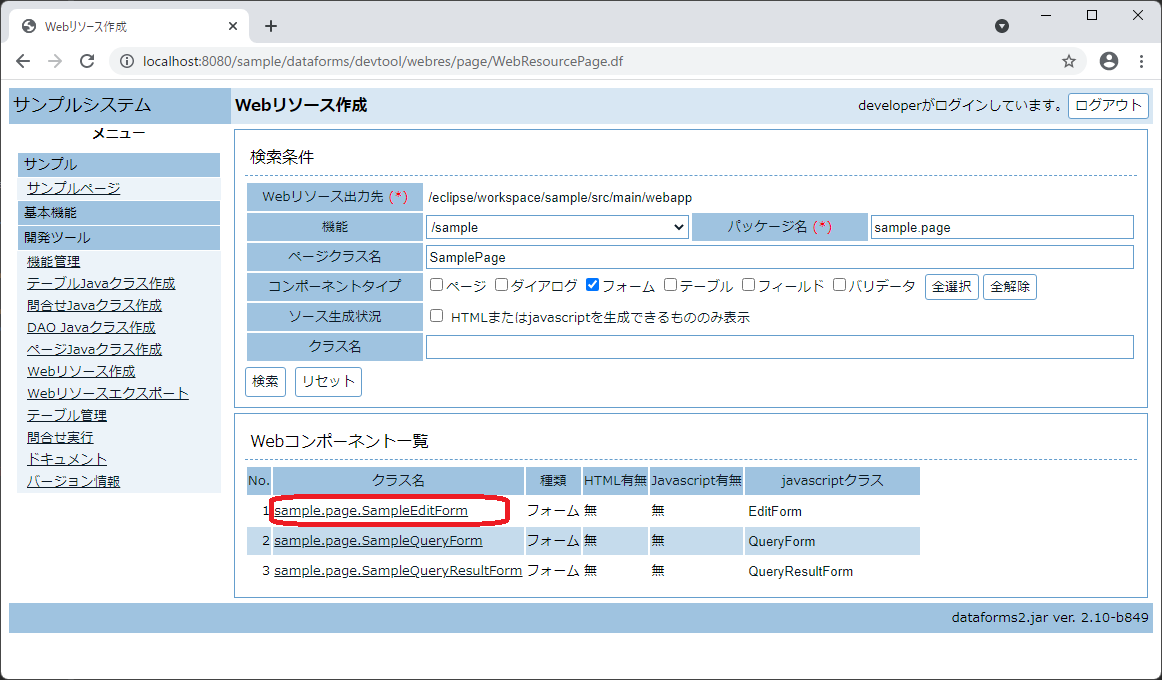 Webリソース作成
localhost:8080/sample/dataforms/devtool/webres/page/WebResourcePage.df
サンプルシステム
Webリソース作成
developerがログインしています。
ログアウト
メニュー
サンプル
サンプルページ
基本機能
開発ツール
機能管理
テーブルJavaクラス作成
問合せJavaクラス作成
DAO Javaクラス作成
ページJavaクラス作成
Webリソース作成
Webリソースエクスポート
テーブル管理
問合せ実行
ドキュメント
バージョン情報
検索条件
Webリソース出力先 (*) /eclipse/workspace/sample/src/main/webapp
機能 /sample パッケージ名 (*) sample.page
ページクラス名 SamplePage
コンポーネントタイプ ページ ダイアログ フォーム テーブル フィールド バリデータ 全選択 全解除
ソース生成状況 HTMLまたはjavascriptを生成できるもののみ表示
クラス名
検索 リセット
Webコンポーネント一覧
No. クラス名 種類 HTML有無 Javascript有無 javascriptクラス
1 sample.page.SampleEditForm フォーム 無 無 EditForm
2 sample.page.SampleQueryForm フォーム 無 無 QueryForm
3 sample.page.SampleQueryResultForm フォーム 無 無 QueryResultForm
dataforms2.jar ver. 2.10-b849